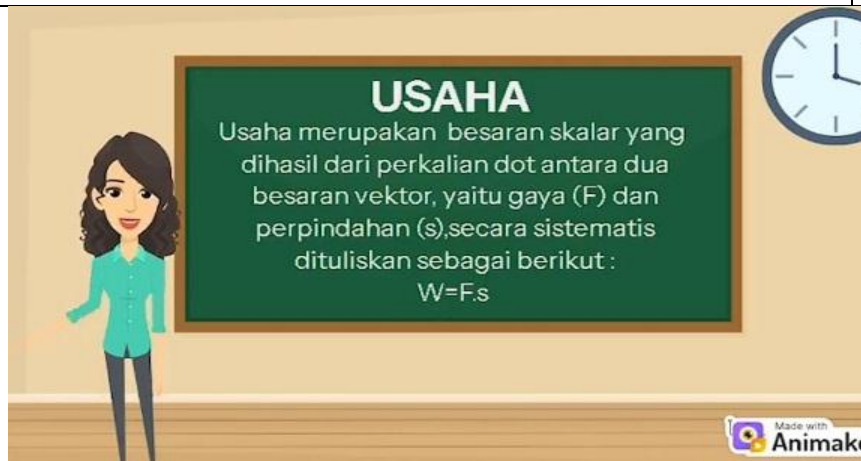 USAHA
Usaha merupakan besaran skalar yang
dihasil dari perkalian dot antara dua
besaran vektor, yaitu gaya (F) dan
perpindahan (s),secara sistematis
dituliskan sebagai berikut :
W=F.s
Made with
Animake